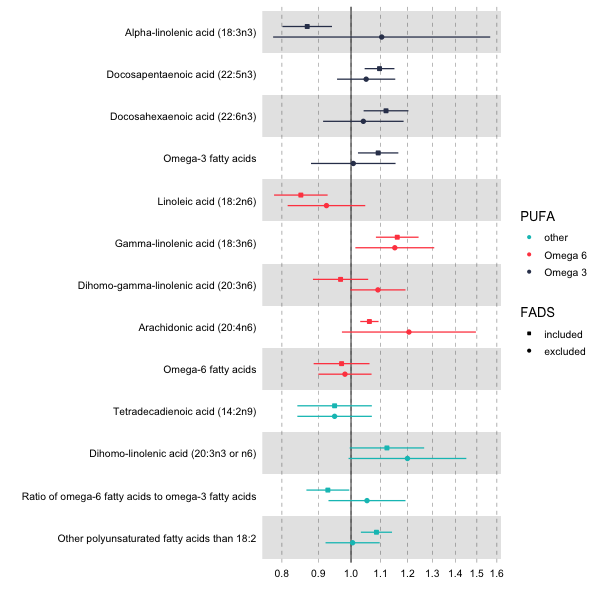 Alpha-linolenic acid (18:3n3)
Docosapentaenoic acid (22:5n3)
Docosahexaenoic acid (22:6n3)
Omega-3 fatty acids
Linoleic acid (18:2n6)
Gamma-linolenic acid (18:3n6)
Dihomo-gamma-linolenic acid (20:3n6)
Arachidonic acid (20:4n6)
Omega-6 fatty acids
Tetradecadienoic acid (14:2n9)
Dihomo-linolenic acid (20:3n3 or n6)
Ratio of omega-6 fatty acids to omega-3 fatty acids
Other polyunsaturated fatty acids than 18:2
0.8 0.9 1.0 1.1 1.2 1.3 1.4 1.5 1.6
PUFA
other
Omega 6
Omega 3
FADS
included
excluded